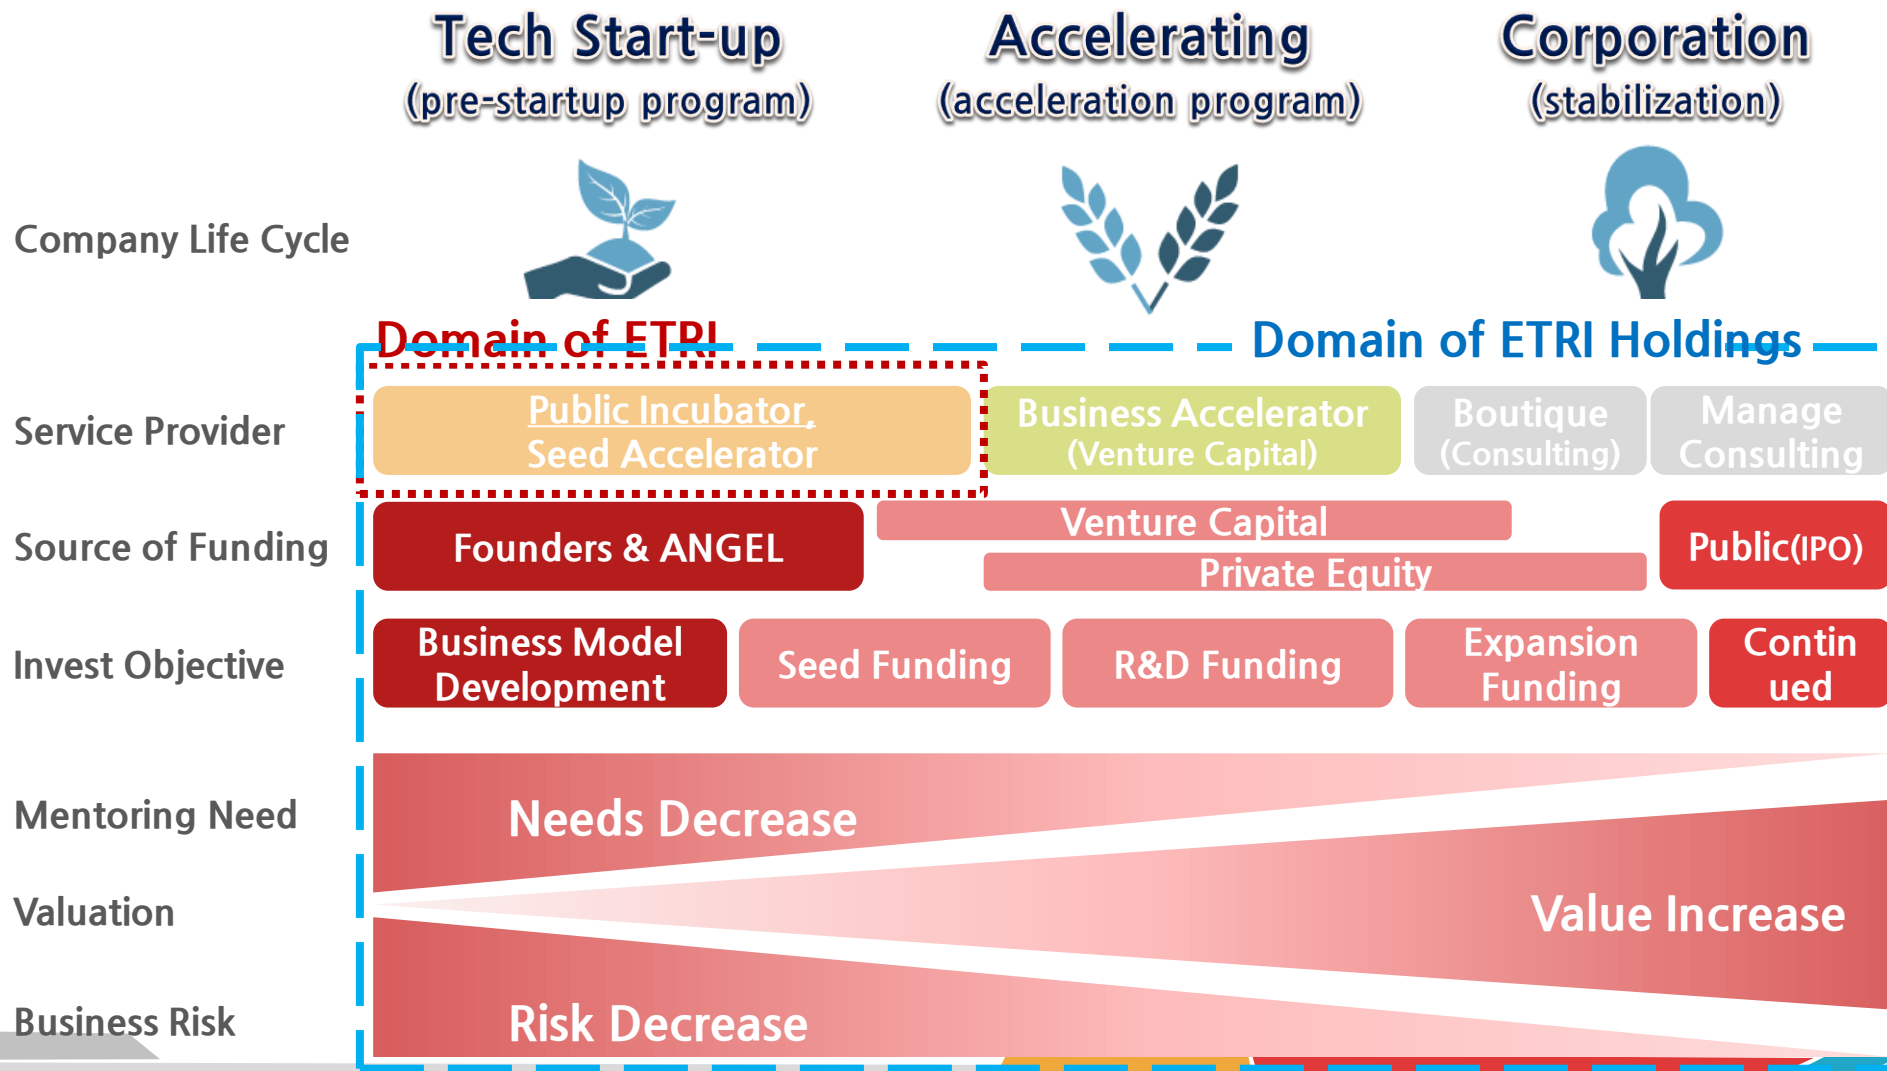 Tech Start-up
(pre-startup program)
Accelerating
(acceleration program)
Corporation
(stabilization)
Company Life Cycle
Domain of ETRI
Domain of ETRI Holdings
Service Provider
Public Incubator,
Seed Accelerator
Business Accelerator
(Venture Capital)
Boutique
(Consulting)
Manage
Consulting
Source of Funding
Founders & ANGEL
Venture Capital
Private Equity
Public(IPO)
Invest Objective
Business Model
Development
Seed Funding
R&D Funding
Expansion
Funding
Contin
ued
Mentoring Need
Needs Decrease
Valuation
Value Increase
Business Risk
Risk Decrease